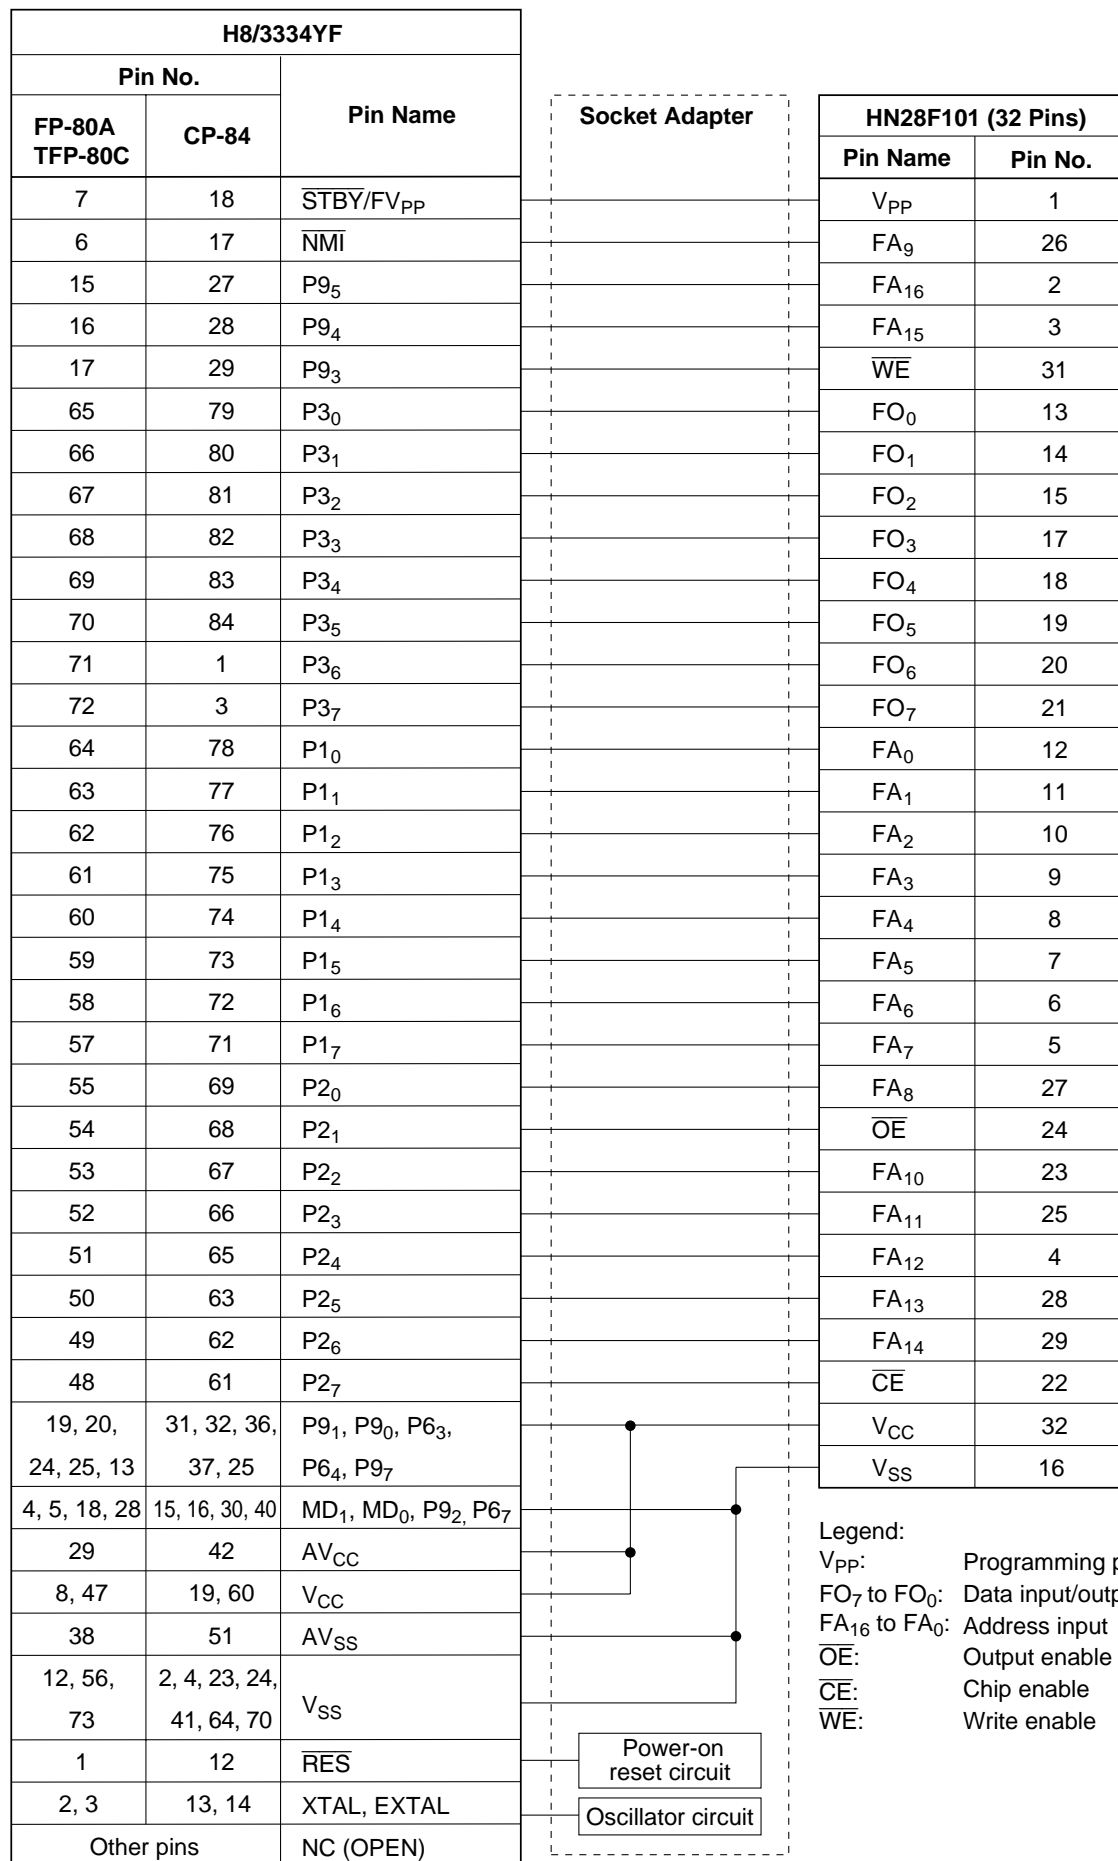 H8/3334YF
Pin No.
Pin Name
FP-80A TFP-80C
CP-84
Socket Adapter
HN28F101 (32 Pins)
Pin Name Pin No.
7 18 S̅T̅B̅Y̅/FVPP VPP 1
6 17 N̅M̅I̅ FA9 26
15 27 P95 FA16 2
16 28 P94 FA15 3
17 29 P93 W̅E̅ 31
65 79 P30 FO0 13
66 80 P31 FO1 14
67 81 P32 FO2 15
68 82 P33 FO3 17
69 83 P34 FO4 18
70 84 P35 FO5 19
71 1 P36 FO6 20
72 3 P37 FO7 21
64 78 P10 FA0 12
63 77 P11 FA1 11
62 76 P12 FA2 10
61 75 P13 FA3 9
60 74 P14 FA4 8
59 73 P15 FA5 7
58 72 P16 FA6 6
57 71 P17 FA7 5
55 69 P20 FA8 27
54 68 P21 O̅E̅ 24
53 67 P22 FA10 23
52 66 P23 FA11 25
51 65 P24 FA12 4
50 63 P25 FA13 28
49 62 P26 FA14 29
48 61 P27 C̅E̅ 22
19, 20, 31, 32, 36, P91, P90, P63, VCC 32
24, 25, 13 37, 25 P64, P97 VSS 16
4, 5, 18, 28 15, 16, 30, 40 MD1, MD0, P92, P67
29 42 AVCC
8, 47 19, 60 VCC
38 51 AVSS
12, 56, 2, 4, 23, 24,
73 41, 64, 70 VSS
1 12 R̅E̅S̅
Power-on
reset circuit
2, 3 13, 14 XTAL, EXTAL
Oscillator circuit
Other pins NC (OPEN)
Legend:
VPP: Programming
FO7 to FO0: Data
FA16 to FA0: Address input
O̅E̅: Output enable
C̅E̅: Chip enable
W̅E̅: Write enable